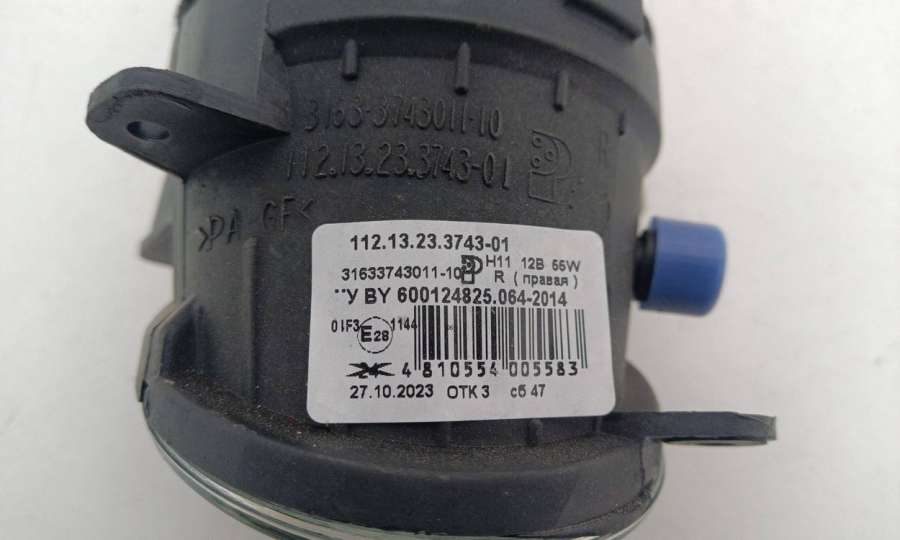 3163-3743011-10
112.13.23.3743-01
>PA GF<
112.13.23.3743-01
31633743011-10 H11 12В 55W
R (правая)
ТУ BY 600124825.064-2014
01F3 E28 1144
24
4 810554 005583
27.10.2023 ОТК 3 сб 47